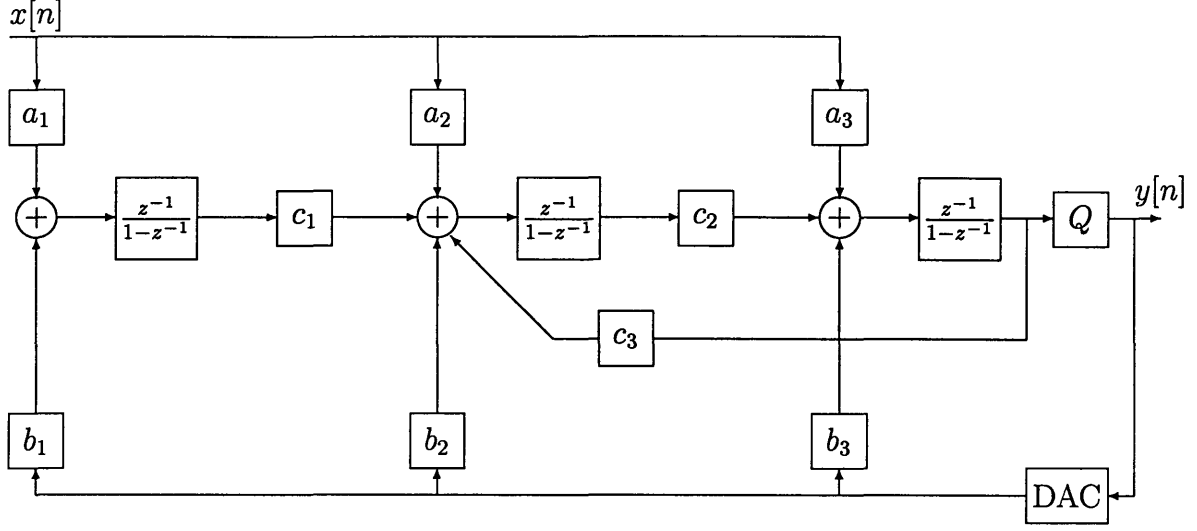 x[n]
a₁ a₂ a₃
+ z⁻¹/1−z⁻¹ c₁ + z⁻¹/1−z⁻¹ c₂ + z⁻¹/1−z⁻¹ Q y[n]
c₃
b₁ b₂ b₃
DAC